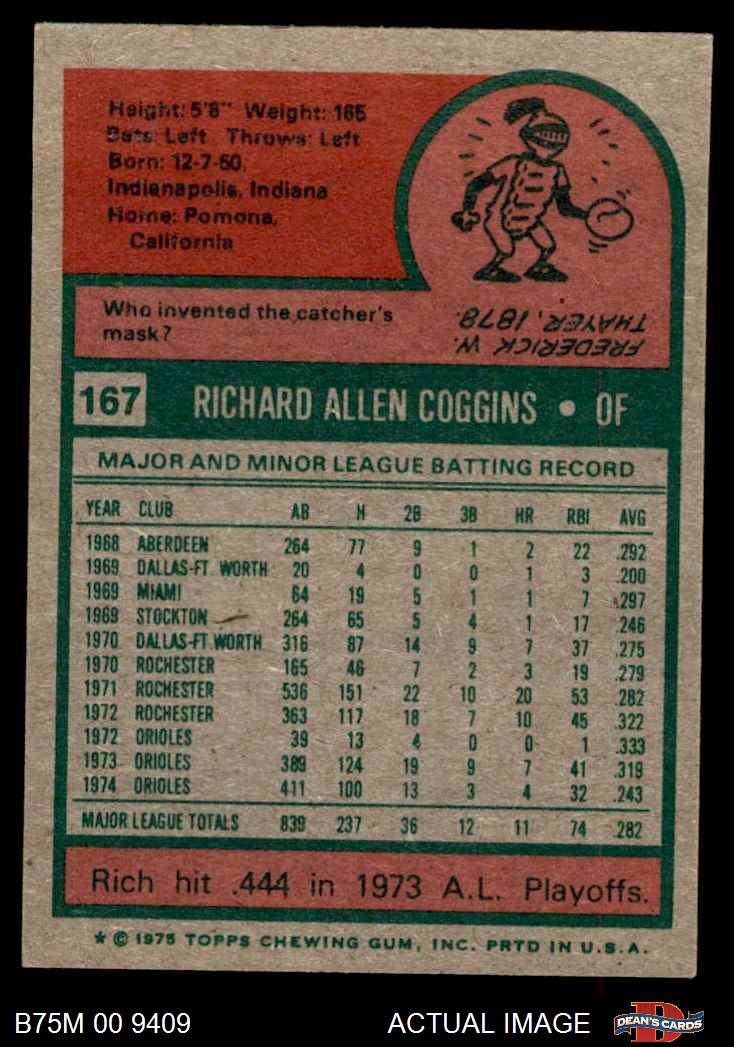 Height: 5'8" Weight: 165
Bats: Left Throws: Left
Born: 12-7-50,
Indianapolis, Indiana
Home: Pomona,
California
Who invented the catcher's
mask?
FREDERICK W.
THAYER, 1878.
167 RICHARD ALLEN COGGINS • OF
MAJOR AND MINOR LEAGUE BATTING RECORD
YEAR CLUB AB H 2B 3B HR RBI AVG
1968 ABERDEEN 264 77 9 1 2 22 .292
1969 DALLAS-FT. WORTH 20 4 0 0 1 3 .200
1969 MIAMI 64 19 5 1 1 7 .297
1969 STOCKTON 264 65 5 4 1 17 .246
1970 DALLAS-FT. WORTH 316 87 14 9 7 37 .275
1970 ROCHESTER 165 46 7 2 3 19 .279
1971 ROCHESTER 536 151 22 10 20 53 .282
1972 ROCHESTER 363 117 18 7 10 45 .322
1972 ORIOLES 39 13 4 0 0 1 .333
1973 ORIOLES 389 124 19 9 7 41 .319
1974 ORIOLES 411 100 13 3 4 32 .243
MAJOR LEAGUE TOTALS 839 237 36 12 11 74 .282
Rich hit .444 in 1973 A.L. Playoffs.
* © 1975 TOPPS CHEWING GUM, INC. PRTD IN U.S.A.
B75M 00 9409 ACTUAL IMAGE D DEAN'S CARDS